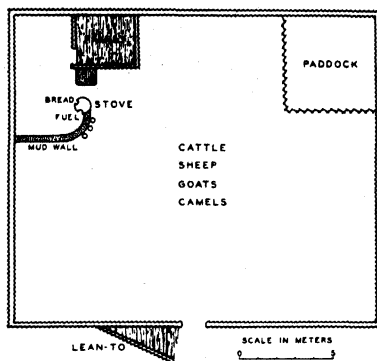 PADDOCK
BREAD
STOVE
FUEL
MUD WALL
CATTLE
SHEEP
GOATS
CAMELS
LEAN-TO
SCALE IN METERS
0 5